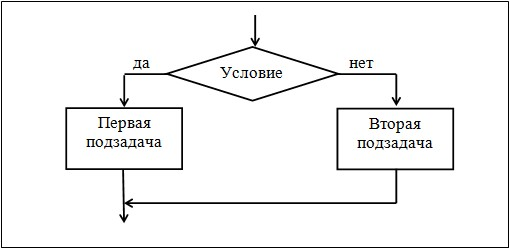 да
Условие
нет
Первая
подзадача
Вторая
подзадача